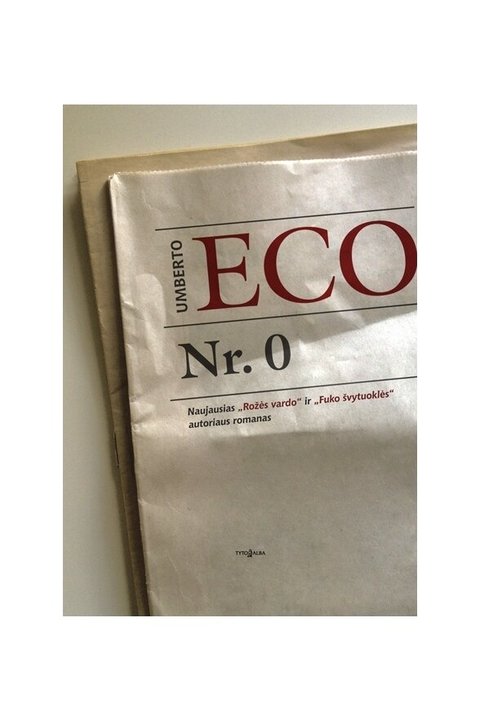 UMBERTO
ECO
Nr. 0
Naujausias „Rožės vardo“ ir „Fuko švytuoklės“
autoriaus romanas
TYTO ALBA